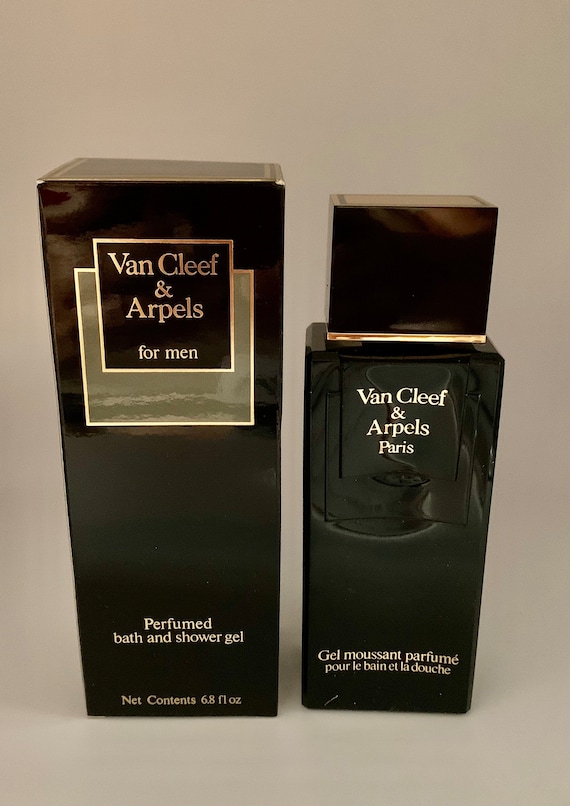 Van Cleef
&
Arpels
for men
Perfumed
bath and shower gel
Net Contents 6.8 fl oz
Van Cleef
&
Arpels
Paris
Gel moussant parfumé
pour le bain et la douche